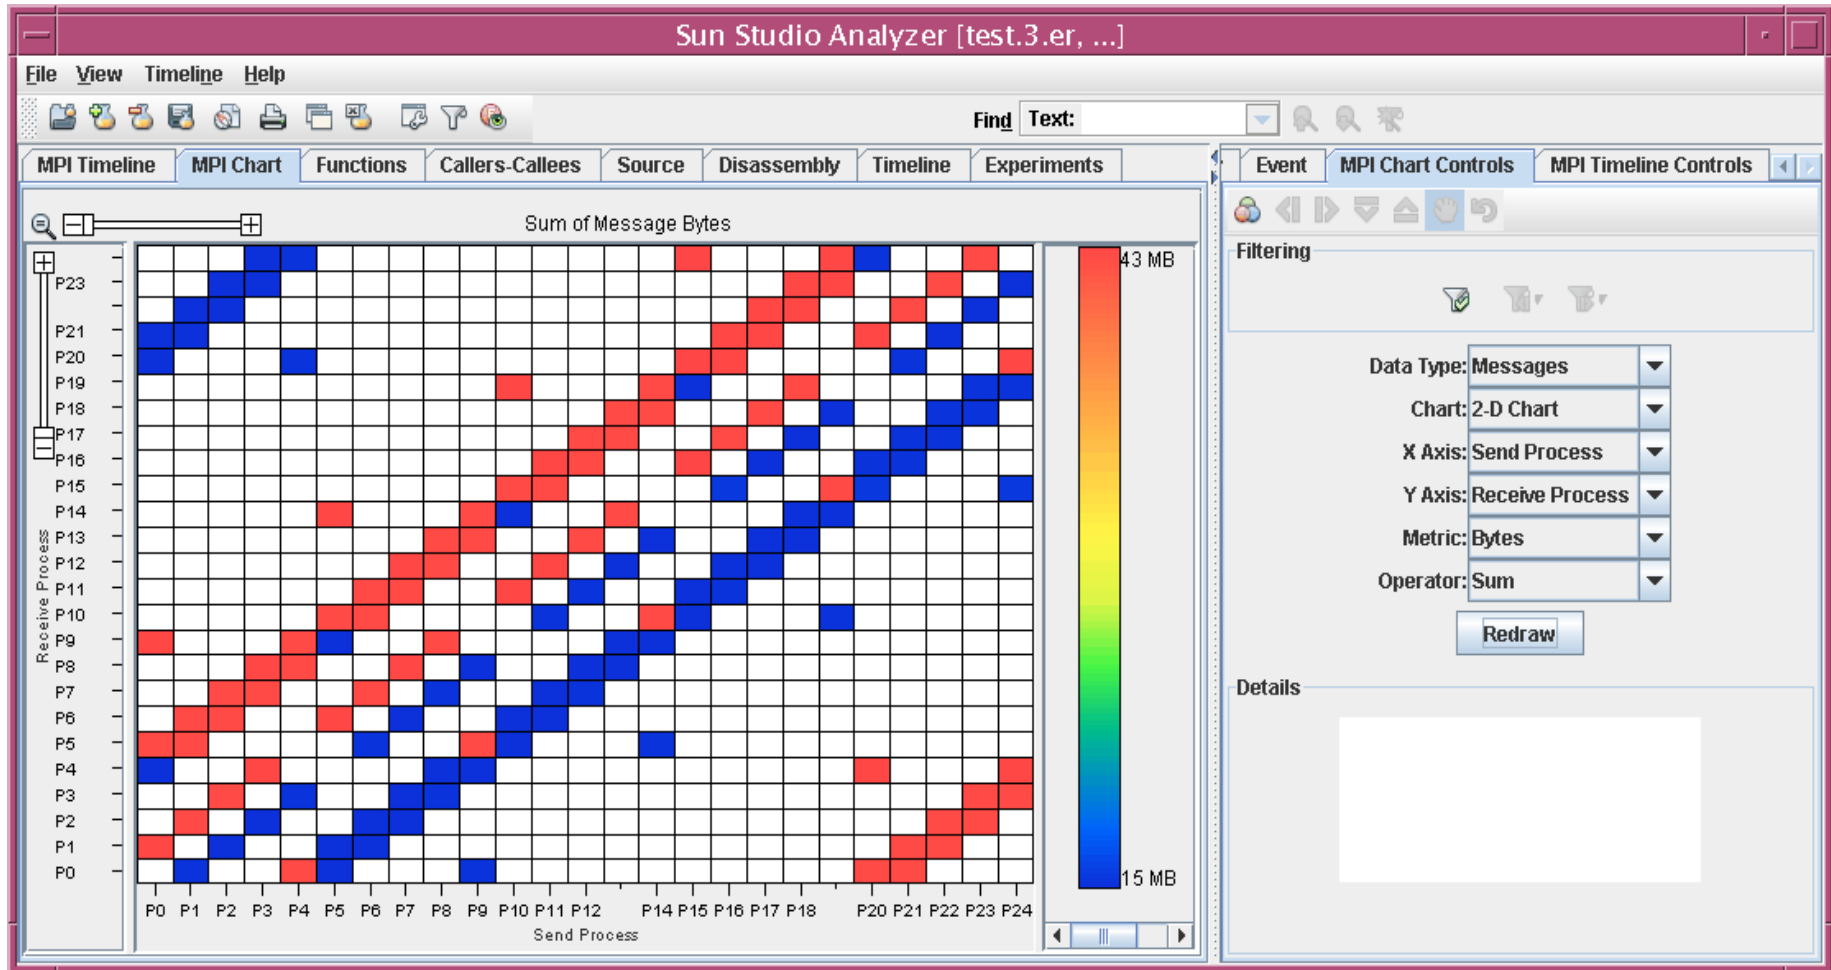 Sun Studio Analyzer [test.3.er, ...]
File View Timeline Help
Find Text:
MPI Timeline MPI Chart Functions Callers-Callees Source Disassembly Timeline Experiments
Event MPI Chart Controls MPI Timeline Controls
Sum of Message Bytes
P23
P21
P20
P19
P18
P17
P16
P15
P14
P13
P12
P11
P10
P9
P8
P7
P6
P5
P4
P3
P2
P1
P0
Receive Process
P0 P1 P2 P3 P4 P5 P6 P7 P8 P9 P10 P11 P12 P14 P15 P16 P17 P18 P20 P21 P22 P23 P24
Send Process
43 MB
15 MB
Filtering
Data Type: Messages
Chart: 2-D Chart
X Axis: Send Process
Y Axis: Receive Process
Metric: Bytes
Operator: Sum
Redraw
Details